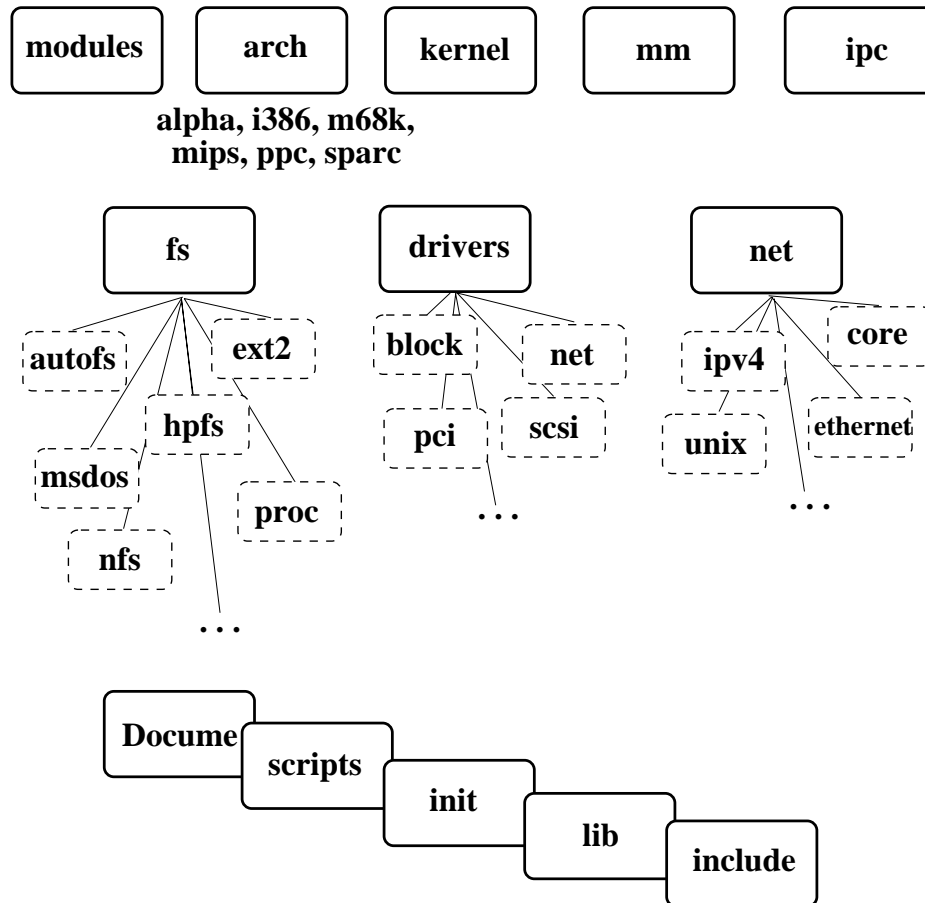 modules
arch
kernel
mm
ipc
alpha, i386, m68k,
mips, ppc, sparc
fs
drivers
net
autofs
ext2
block
net
ipv4
core
hpfs
pci
scsi
unix
ethernet
msdos
proc
nfs
. . .
. . .
. . .
Docume
scripts
init
lib
include